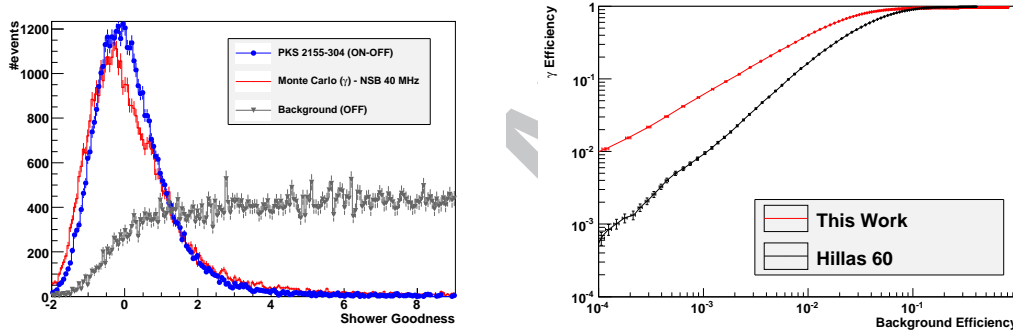 #events
1200
1000
800
600
400
200
0
-2 0 2 4 6 8
Shower Goodness
PKS 2155-304 (ON-OFF)
Monte Carlo (γ) - NSB 40 MHz
Background (OFF)
γ Efficiency
1
10⁻¹
10⁻²
10⁻³
10⁻⁴
10⁻⁴ 10⁻³ 10⁻² 10⁻¹ 1
Background Efficiency
This Work
Hillas 60